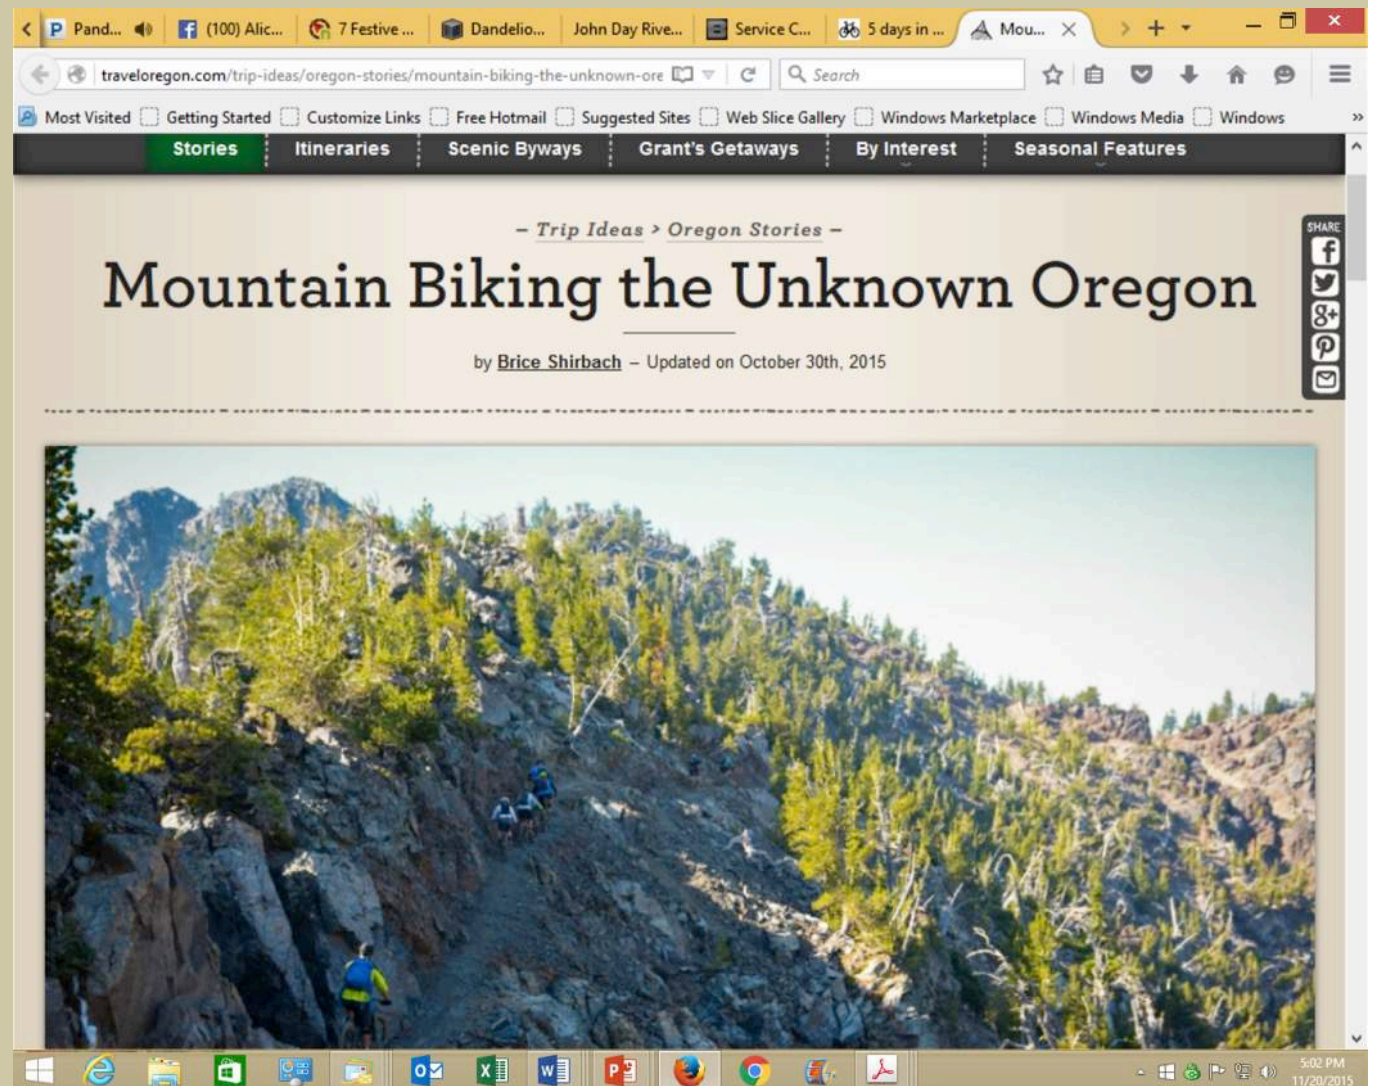 Pand... (100) Alic... 7 Festive ... Dandelio... John Day Rive... Service C... 5 days in ... Mou...
traveloregon.com/trip-ideas/oregon-stories/mountain-biking-the-unknown-ore Search
Most Visited Getting Started Customize Links Free Hotmail Suggested Sites Web Slice Gallery Windows Marketplace Windows Media Windows
Stories Itineraries Scenic Byways Grant's Getaways By Interest Seasonal Features
– Trip Ideas > Oregon Stories –
SHARE
Mountain Biking the Unknown Oregon
by Brice Shirbach – Updated on October 30th, 2015
5:02 PM
11/20/2015